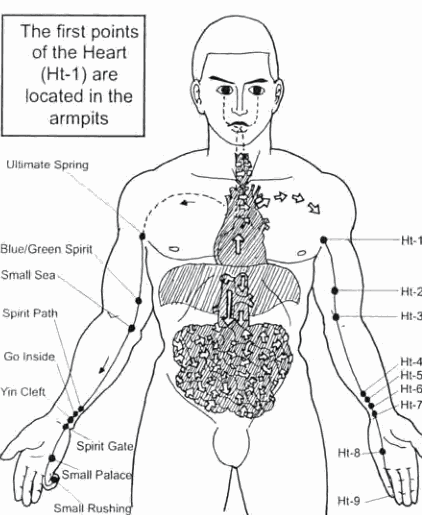 The first points
of the Heart
(Ht-1) are
located in the
armpits
Ultimate Spring
Blue/Green Spirit
Small Sea
Spirit Path
Go Inside
Yin Cleft
Spirit Gate
Small Palace
Small Rushing
Ht-1
Ht-2
Ht-3
Ht-4
Ht-5
Ht-6
Ht-7
Ht-8
Ht-9